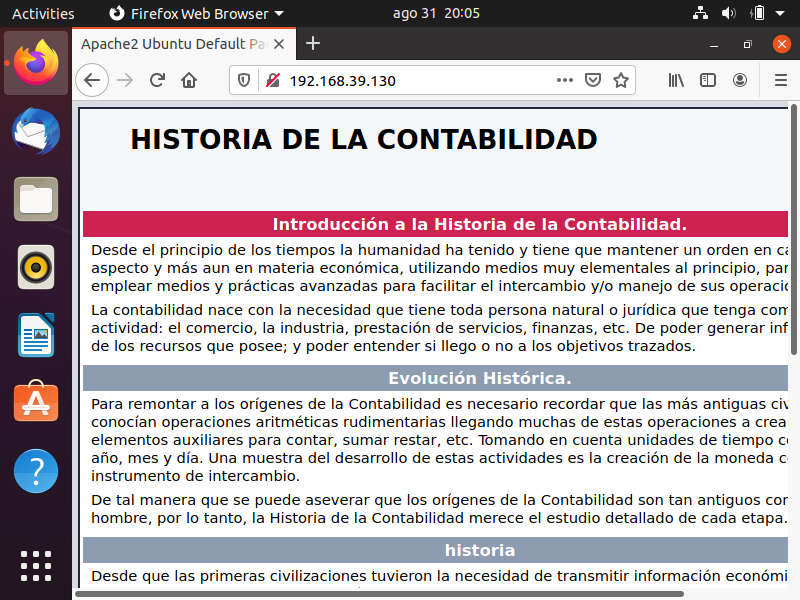 Activities
Firefox Web Browser
ago 31 20:05
Apache2 Ubuntu Default
192.168.39.130
HISTORIA DE LA CONTABILIDAD
Introducción a la Historia de la Contabilidad.
Desde el principio de los tiempos la humanidad ha tenido y tiene que mantener un orden en
aspecto y más aun en materia económica, utilizando medios muy elementales al principio,
emplear medios y prácticas avanzadas para facilitar el intercambio y/o manejo de sus
La contabilidad nace con la necesidad que tiene toda persona natural o jurídica que tenga
actividad: el comercio, la industria, prestación de servicios, finanzas, etc. De poder generar
de los recursos que posee; y poder entender si llego o no a los objetivos trazados.
Evolución Histórica.
Para remontar a los orígenes de la Contabilidad es necesario recordar que las más antiguas
conocían operaciones aritméticas rudimentarias llegando muchas de estas operaciones a
elementos auxiliares para contar, sumar restar, etc. Tomando en cuenta unidades de tiempo
año, mes y día. Una muestra del desarrollo de estas actividades es la creación de la moneda
instrumento de intercambio.
De tal manera que se puede aseverar que los orígenes de la Contabilidad son tan antiguos
hombre, por lo tanto, la Historia de la Contabilidad merece el estudio detallado de cada etapa.
historia
Desde que las primeras civilizaciones tuvieron la necesidad de transmitir información